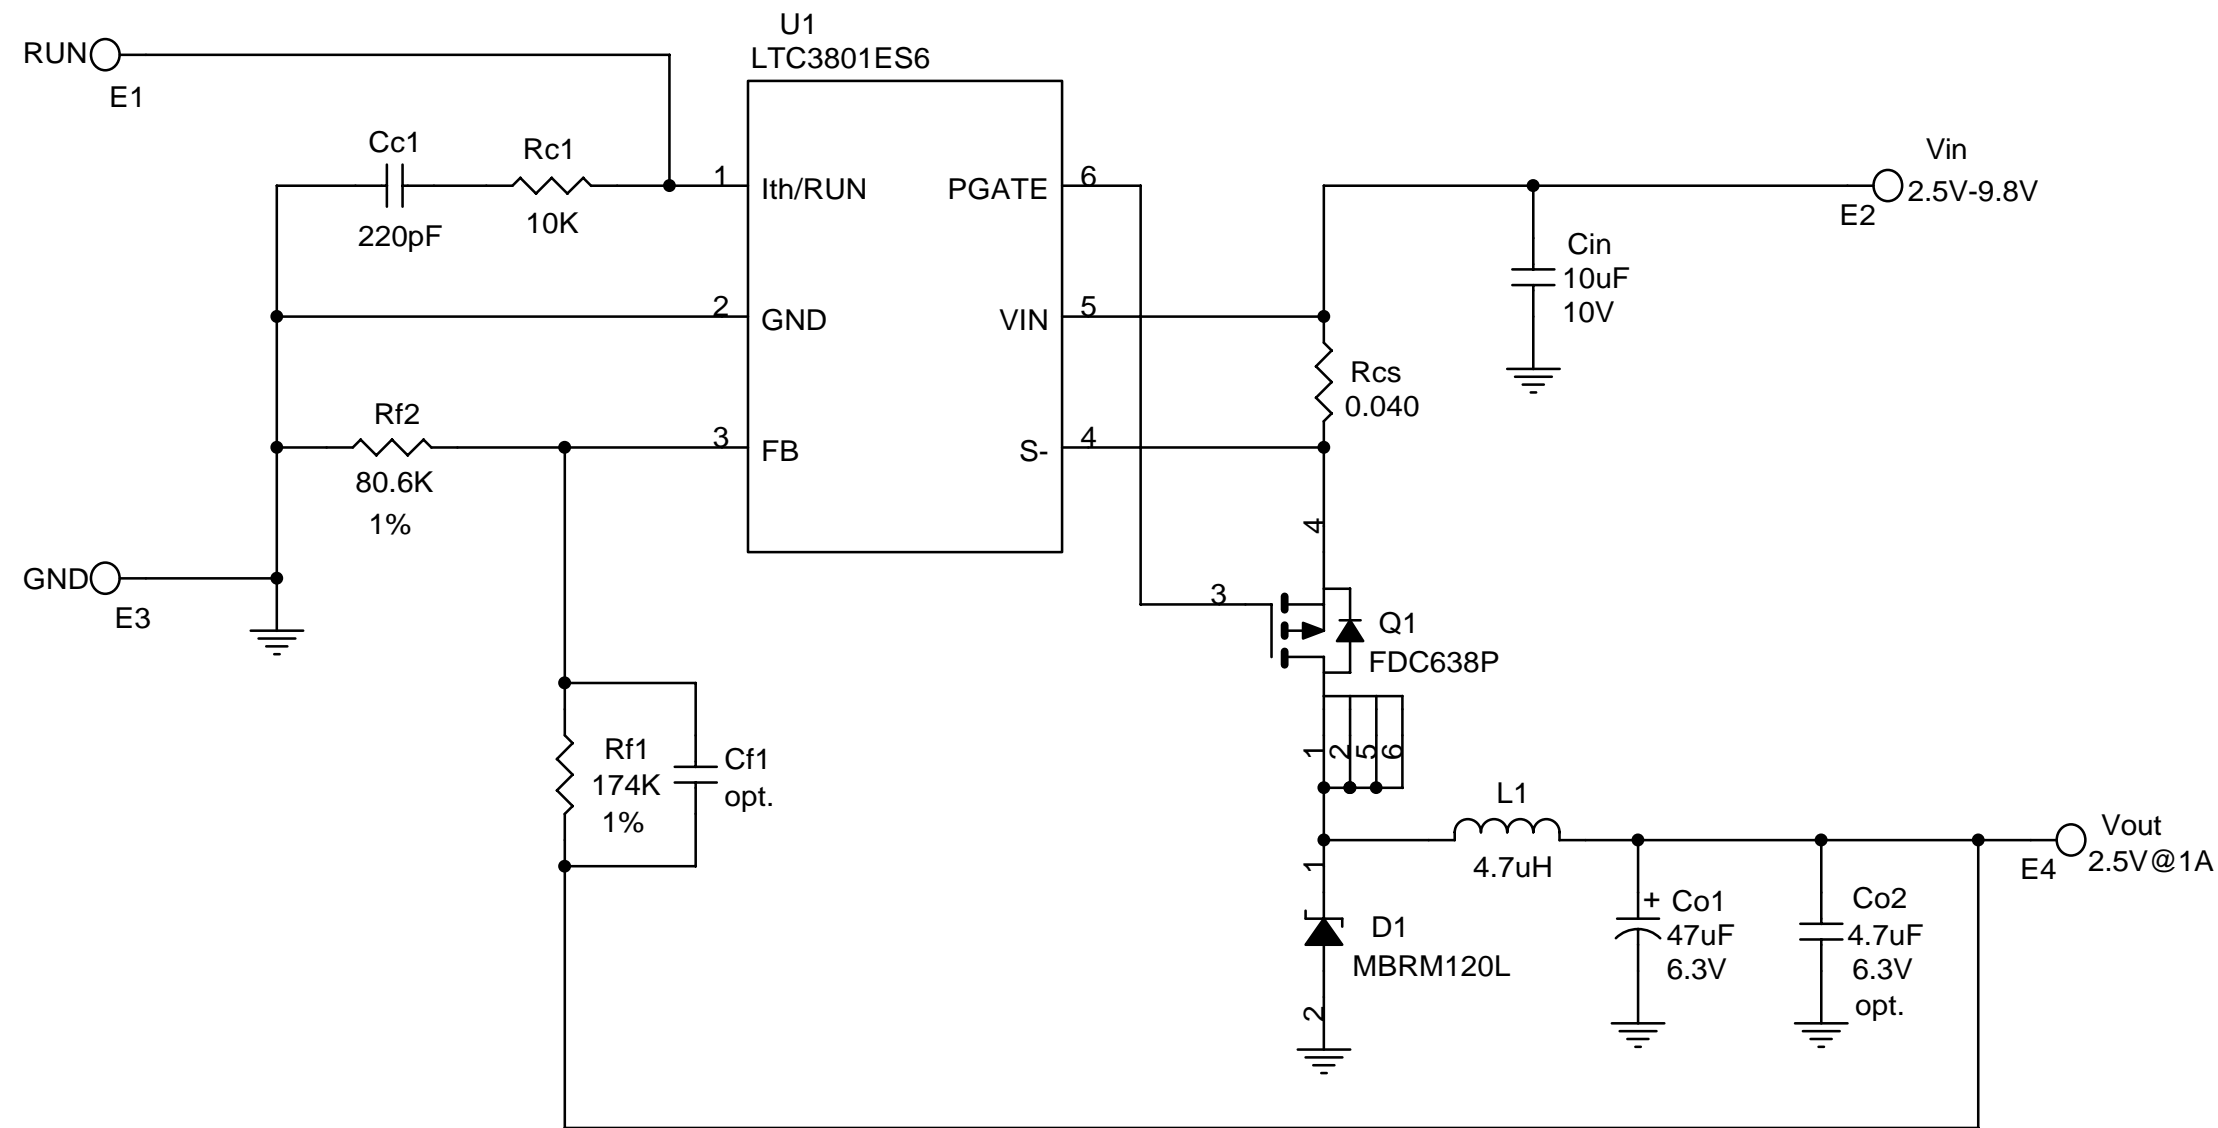 U1
LTC3801ES6
RUN
E1
Cc1
220pF
Rc1
10K
1
Ith/RUN
PGATE
6
Vin
2.5V-9.8V
E2
Cin
10uF
10V
2
GND
VIN
5
Rcs
0.040
Rf2
80.6K
1%
3
FB
S-
4
4
GND
E3
3
Q1
FDC638P
Rf1
174K
1%
Cf1
opt.
1
2
5
6
L1
4.7uH
Vout
2.5V@1A
E4
1
D1
MBRM120L
2
+ Co1
47uF
6.3V
Co2
4.7uF
6.3V
opt.